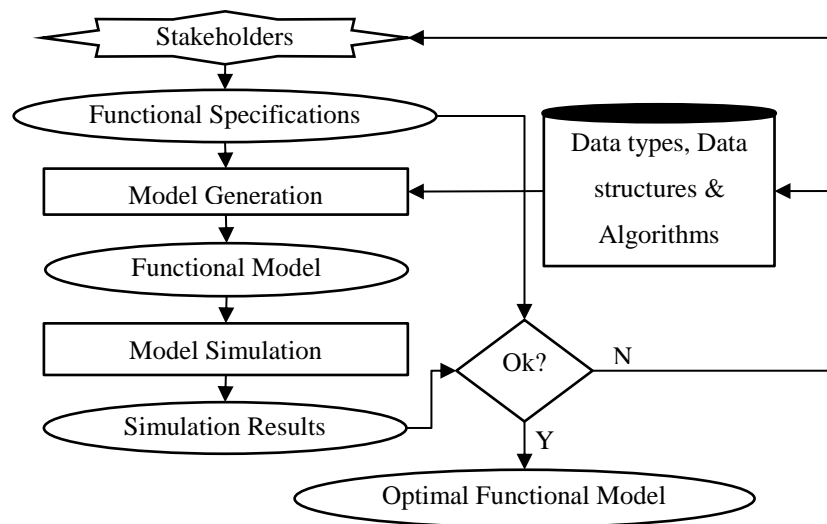 Stakeholders
Functional Specifications
Data types, Data
structures &
Algorithms
Model Generation
Functional Model
Model Simulation
Ok?
N
Simulation Results
Y
Optimal Functional Model